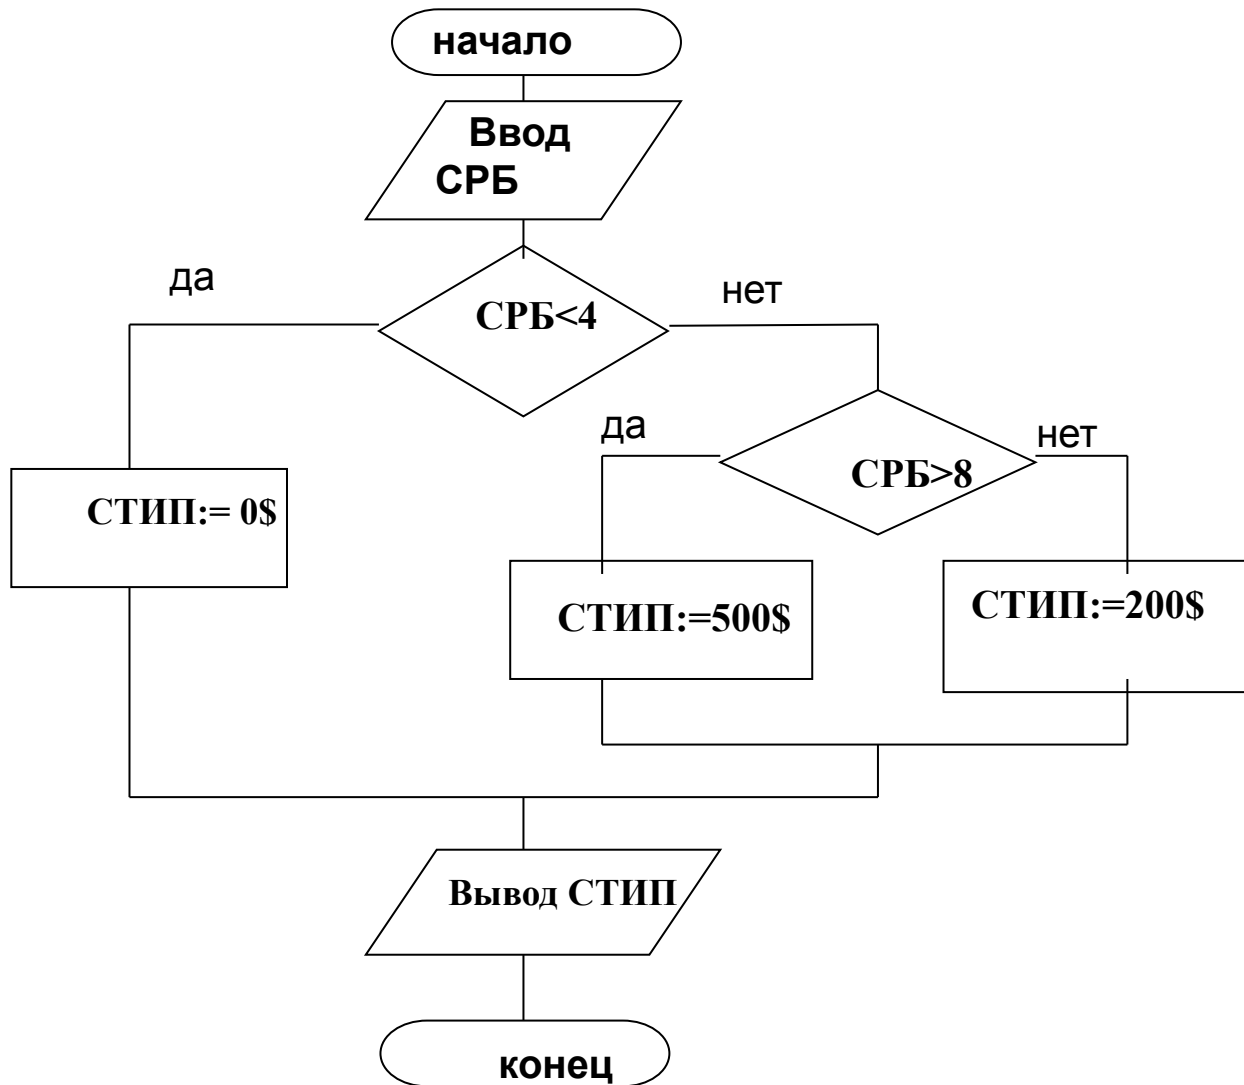 начало
Ввод
СРБ
да
нет
СРБ<4
да
нет
СРБ>8
СТИП:= 0$
СТИП:=500$
СТИП:=200$
Вывод СТИП
конец